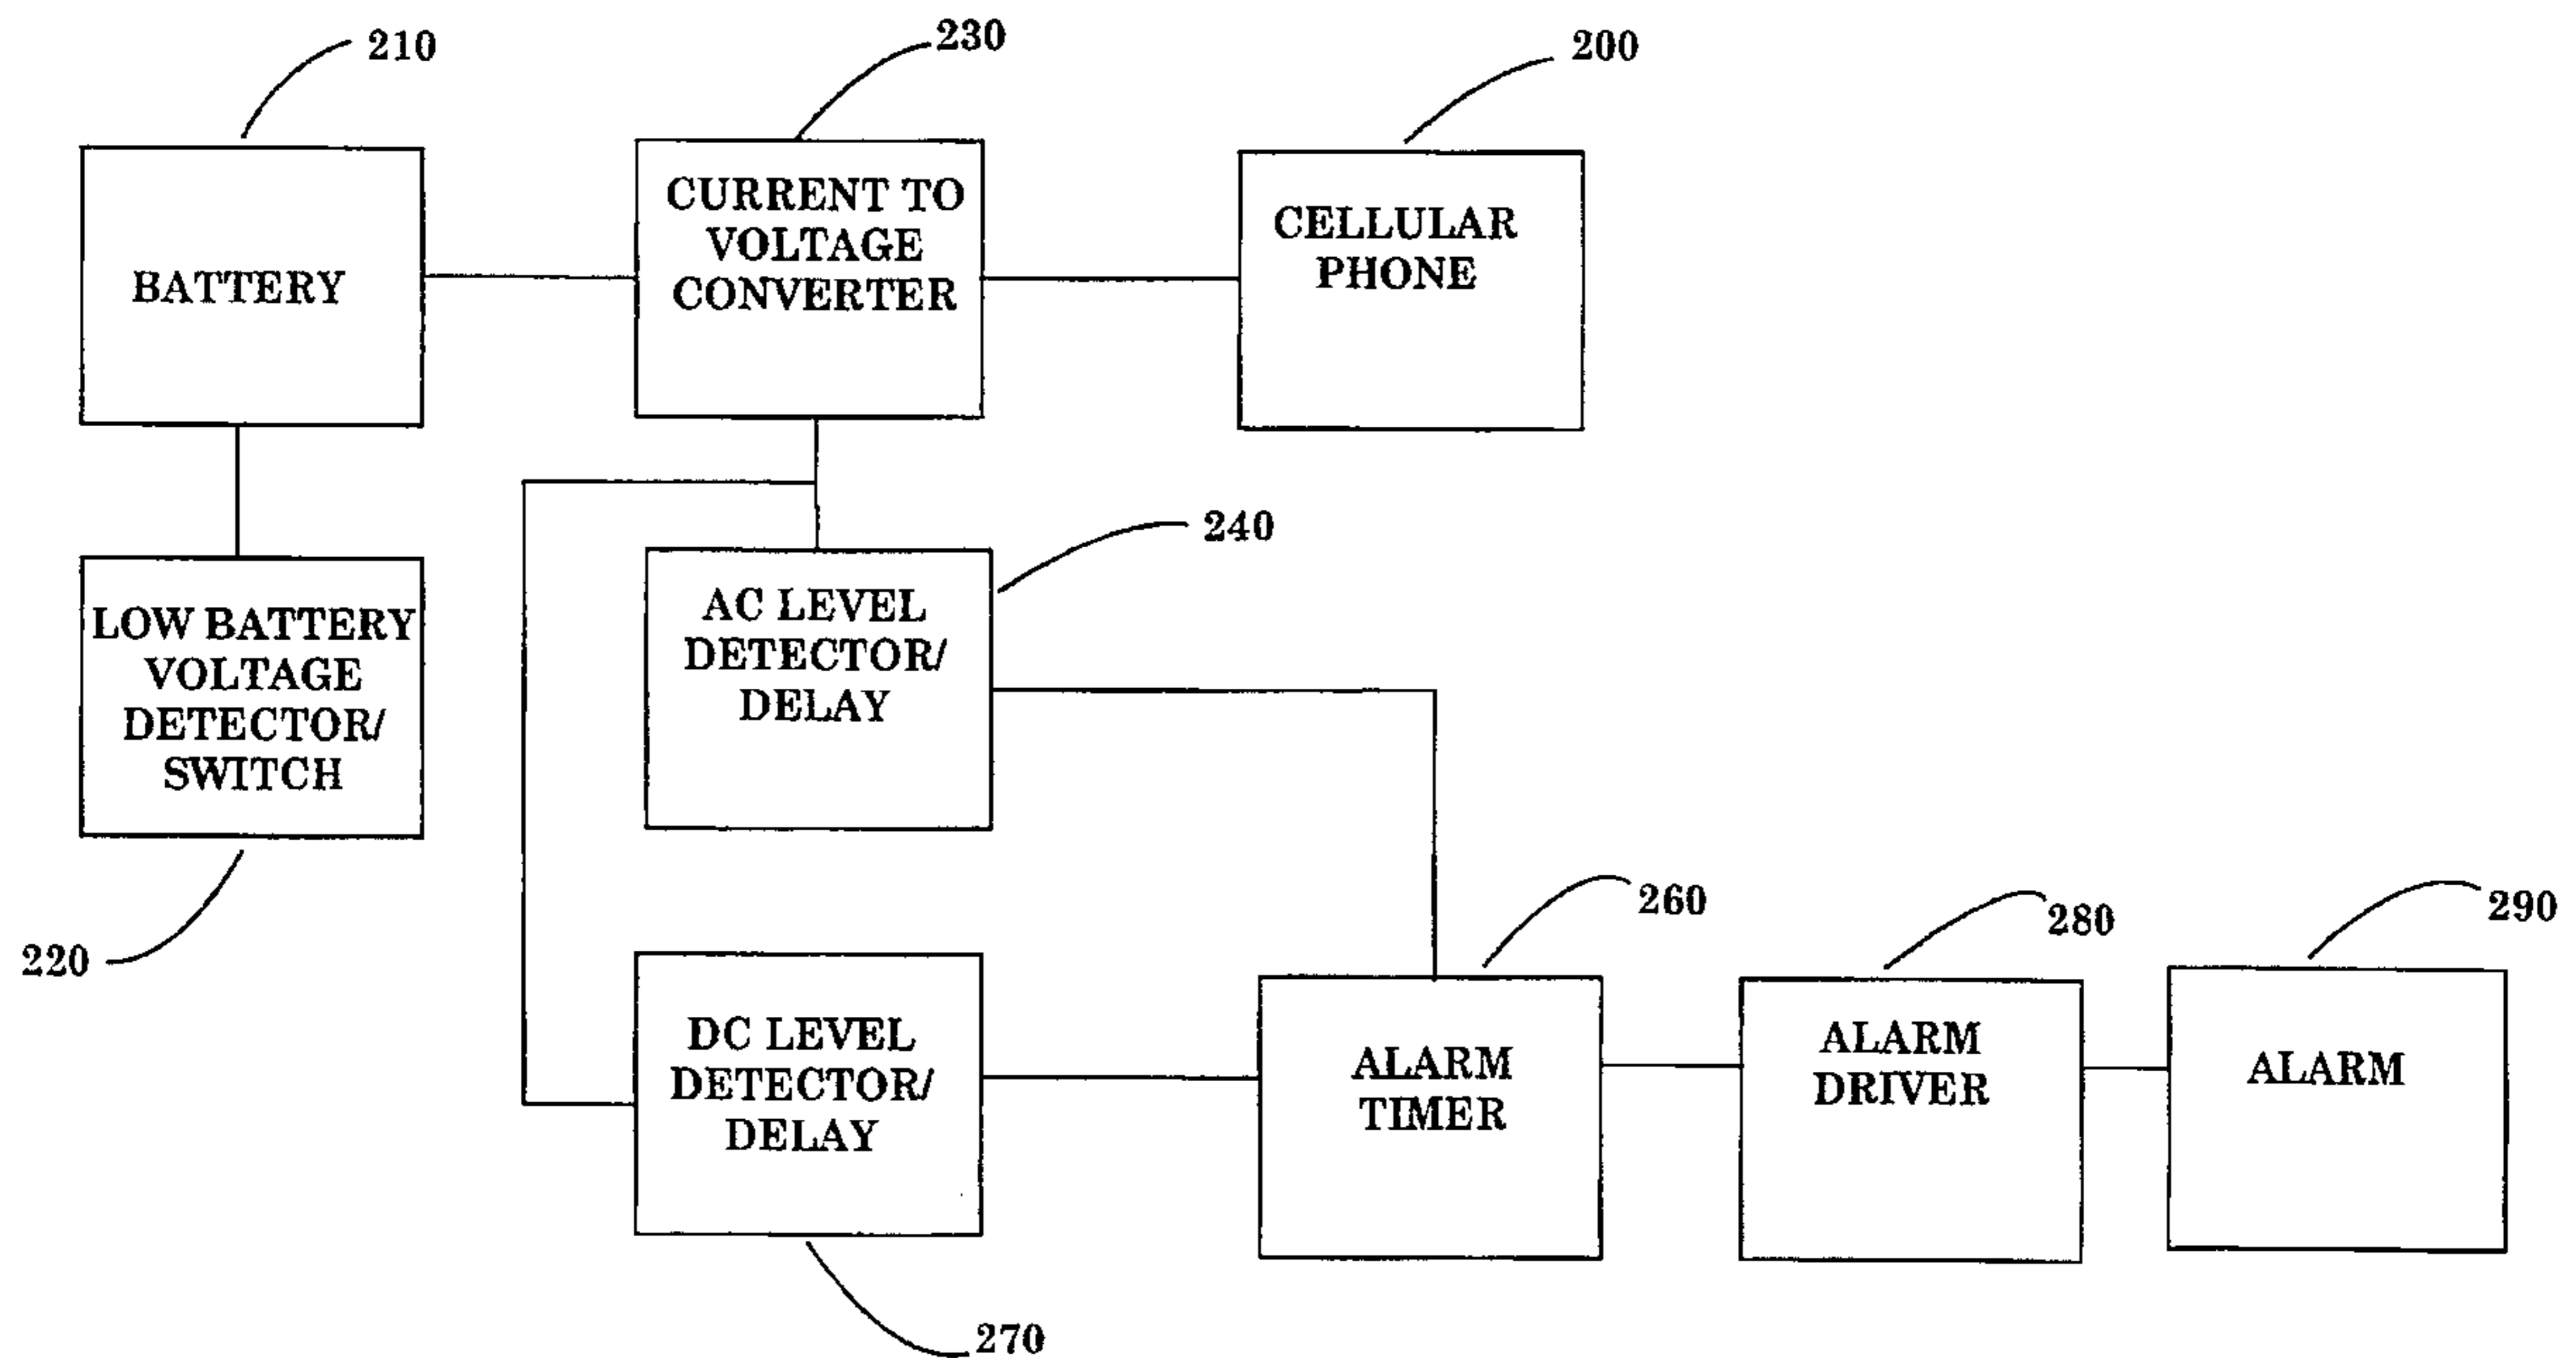 210
230
200
BATTERY
CURRENT TO
VOLTAGE
CONVERTER
CELLULAR
PHONE
240
LOW BATTERY
VOLTAGE
DETECTOR/
SWITCH
AC LEVEL
DETECTOR/
DELAY
220
260
280
290
DC LEVEL
DETECTOR/
DELAY
ALARM
TIMER
ALARM
DRIVER
ALARM
270